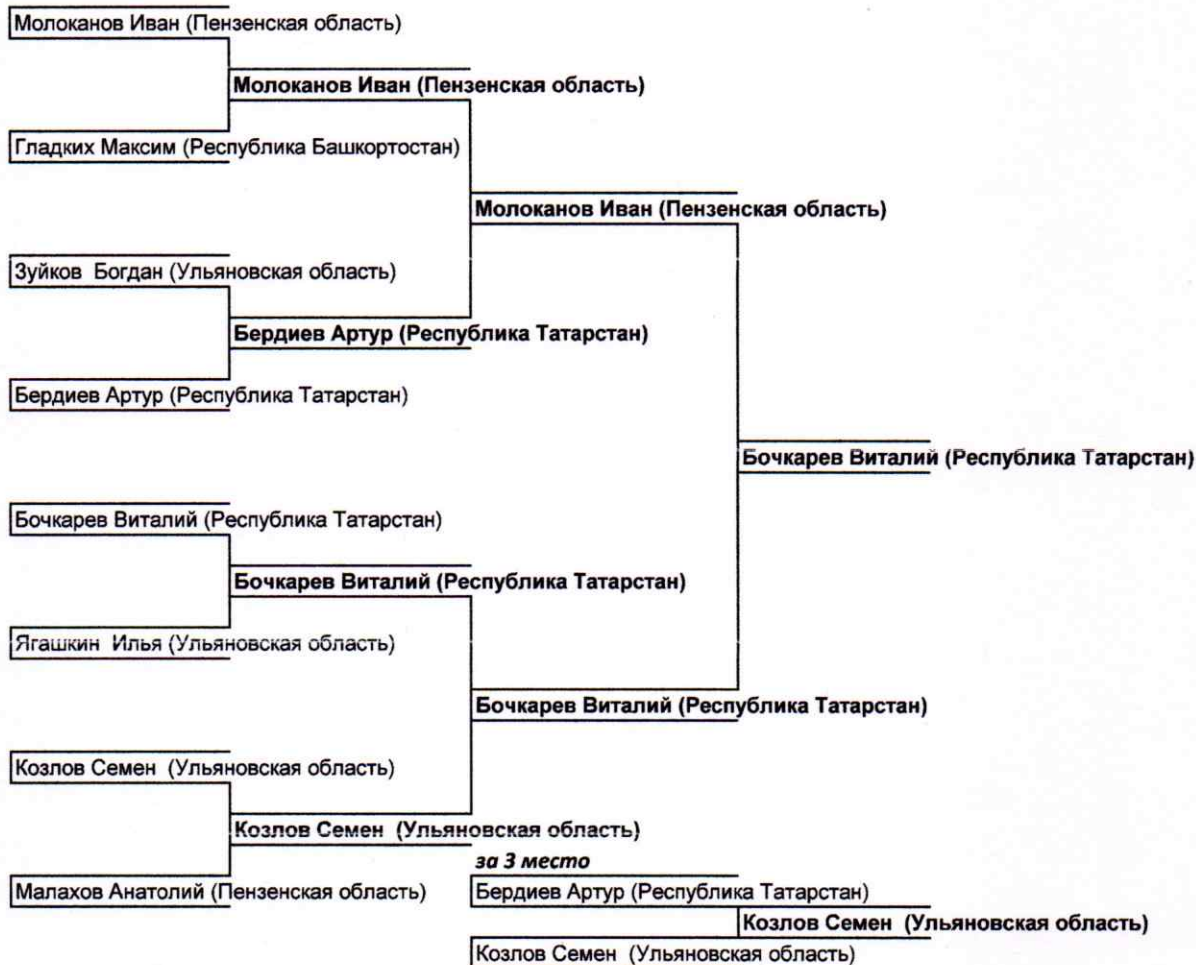 Молоканов Иван (Пензенская область)
Молоканов Иван (Пензенская область)
Гладких Максим (Республика Башкортостан)
Молоканов Иван (Пензенская область)
Зуйков Богдан (Ульяновская область)
Бердиев Артур (Республика Татарстан)
Бердиев Артур (Республика Татарстан)
Бочкарев Виталий (Республика Татарстан)
Бочкарев Виталий (Республика Татарстан)
Бочкарев Виталий (Республика Татарстан)
Ягашкин Илья (Ульяновская область)
Бочкарев Виталий (Республика Татарстан)
Козлов Семен (Ульяновская область)
Козлов Семен (Ульяновская область)
за 3 место
Малахов Анатолий (Пензенская область)
Бердиев Артур (Республика Татарстан)
Козлов Семен (Ульяновская область)
Козлов Семен (Ульяновская область)